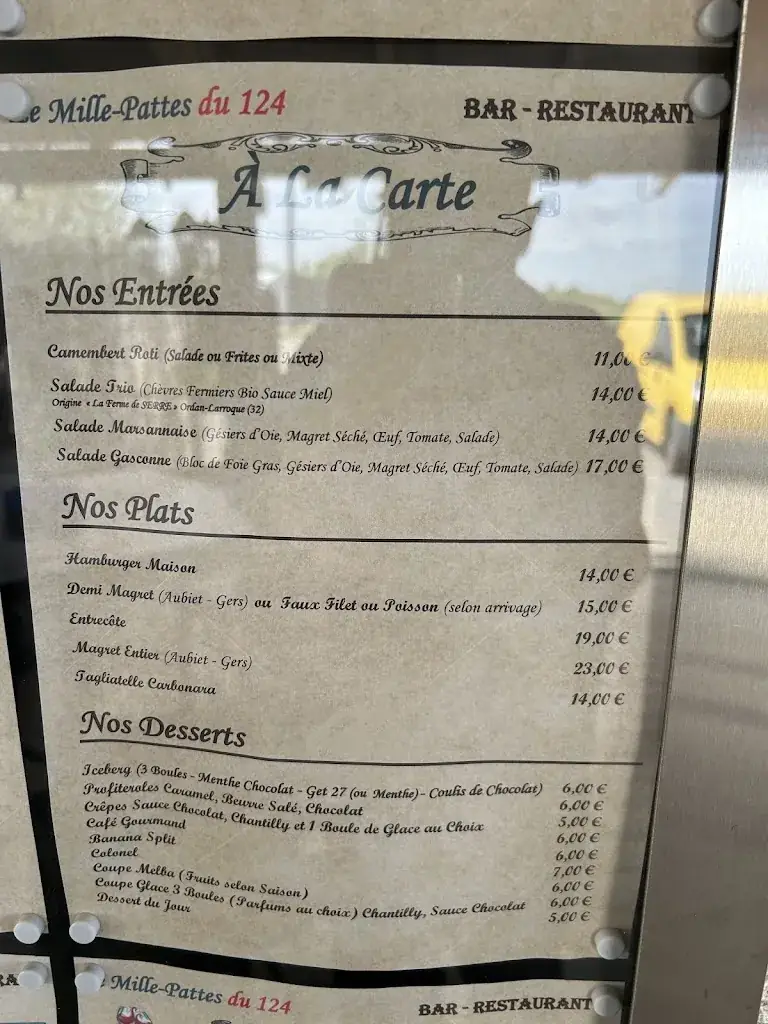 Le Mille-Pattes du 124
BAR - RESTAURANT
À La Carte
Nos Entrées
Camembert Roti (Salade ou Frites ou Mixte) 11,00 €
Salade Trio (Chèvres Fermiers Bio Sauce Miel) 14,00 €
Origine « La Ferme de SERRE » Ordan-Larroque (32)
Salade Marsannaise (Gésiers d'Oie, Magret Séché, Œuf, Tomate, Salade) 14,00 €
Salade Gasconne (Bloc de Foie Gras, Gésiers d'Oie, Magret Séché, Œuf, Tomate, Salade) 17,00 €
Nos Plats
Hamburger Maison 14,00 €
Demi Magret (Aubiet - Gers) ou Faux Filet ou Poisson (selon arrivage) 15,00 €
Entrecôte 19,00 €
Magret Entier (Aubiet - Gers) 23,00 €
Tagliatelle Carbonara 14,00 €
Nos Desserts
Iceberg (3 Boules - Menthe Chocolat - Get 27 (ou Menthe) - Coulis de Chocolat) 6,00 €
Profiteroles Caramel, Beurre Salé, Chocolat 6,00 €
Crêpes Sauce Chocolat, Chantilly et 1 Boule de Glace au Choix 5,00 €
Café Gourmand 6,00 €
Banana Split 6,00 €
Colonel 7,00 €
Coupe Melba (Fruits selon Saison) 6,00 €
Coupe Glace 3 Boules (Parfums au choix) Chantilly, Sauce Chocolat 6,00 €
Dessert du Jour 5,00 €
RA
Mille-Pattes du 124
BAR - RESTAURANT